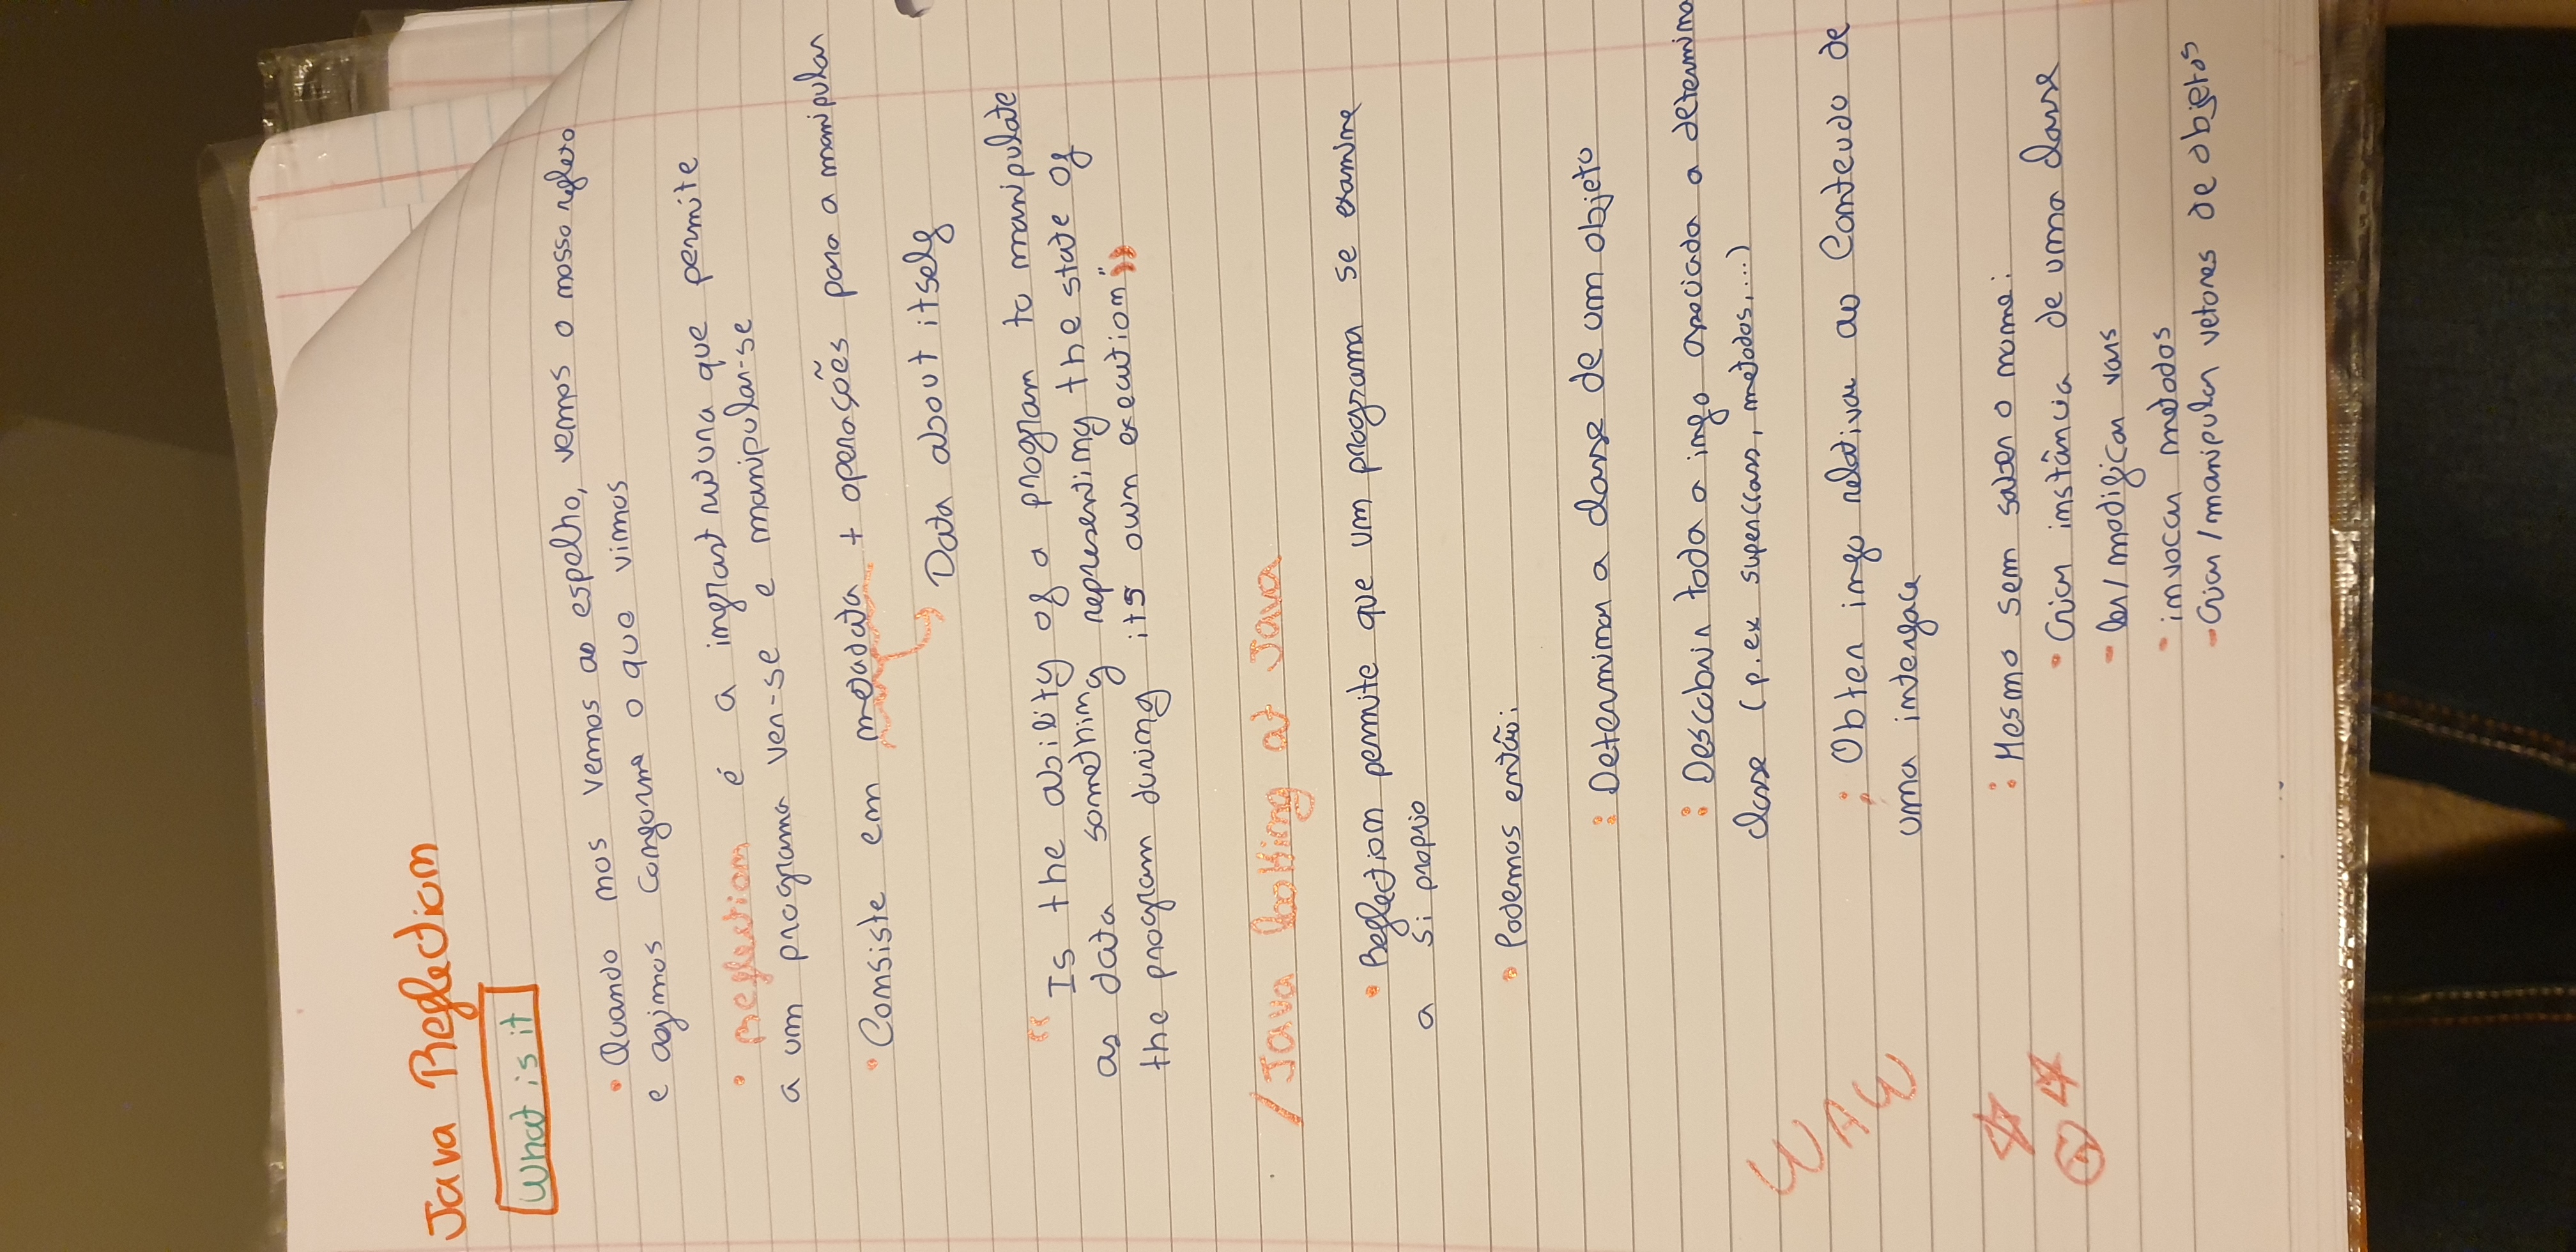 Java Reflection
What is it
• Quando nos vemos ao espelho, vemos o nosso reflexo
e agimos conforme o que vimos
• Reflection é a infrastrutura que permite
a um programa ver-se e manipular-se
• Consiste em metadata + operações para a manipular
Data about itself
“ Is the ability of a program to manipulate
as data something representing the state of
the program during its own execution”
/Java looking at Java
• Reflection permite que um programa se examine
a si proprio
• Podemos então:
: Determinar a classe de um objeto
: Descobrir toda a info associada a determina
classe (p.ex superclass, metodos,...)
: Obter info relativa ao Conteudo de
uma interface
WAW
: Mesmo sem saber o nome:
• Criar instância de uma classe
- ler/modificar vars
• invocar metodos
- Criar/manipular vetores de objetos